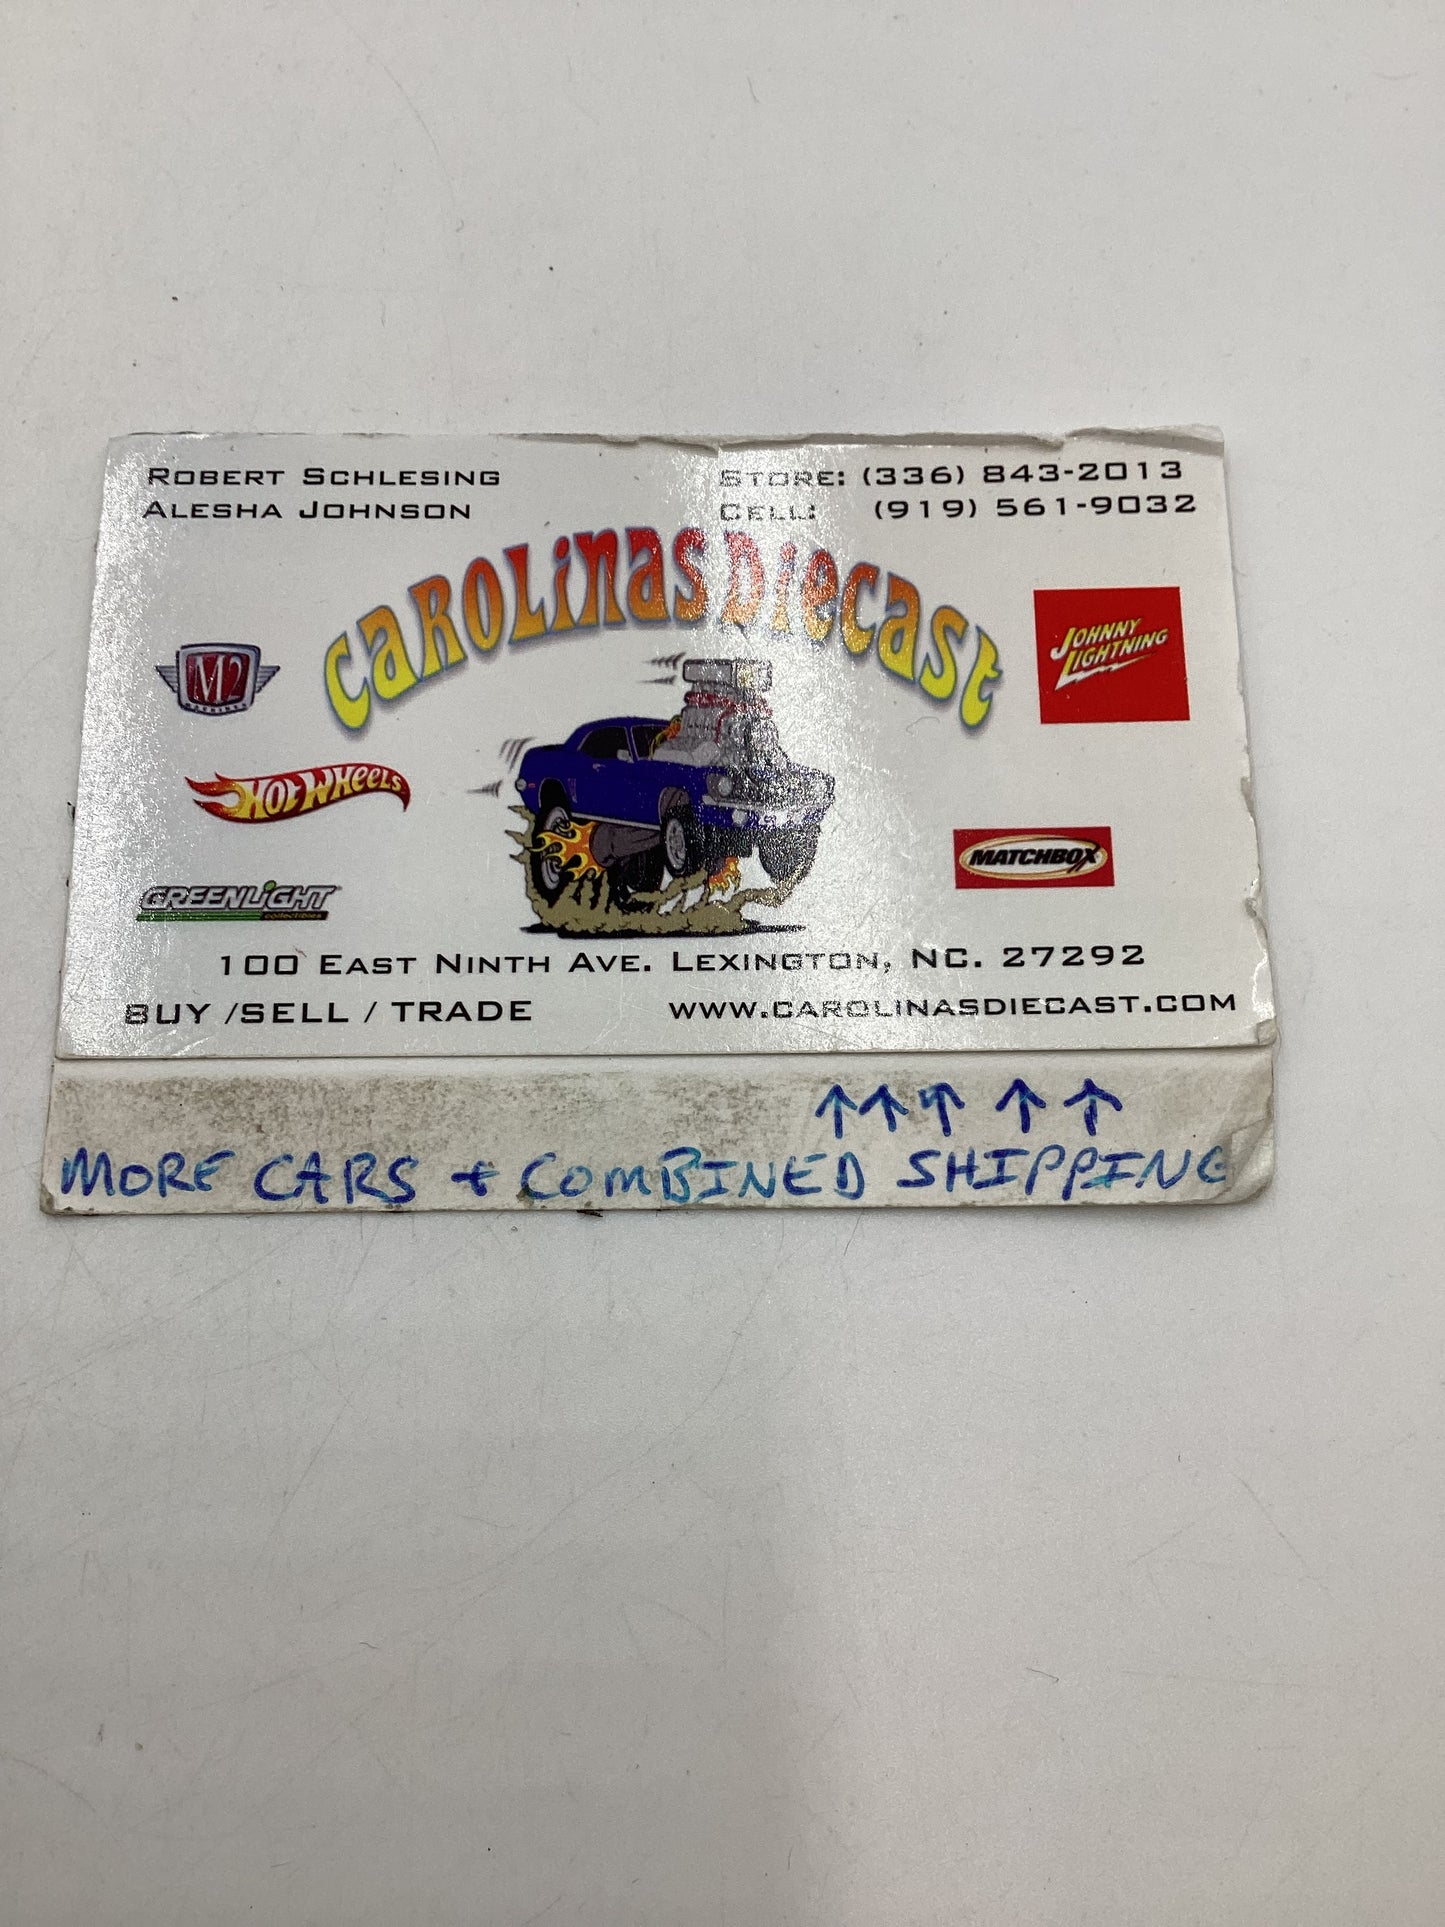 ROBERT SCHLESING
ALESHA JOHNSON
STORE: (336) 843-2013
CELL: (919) 561-9032
CAROLINAS DIECAST
M2
MACHINES
JOHNNY
LIGHTNING
HOT WHEELS
MATCHBOX
GREENLIGHT
collectibles
100 EAST NINTH AVE. LEXINGTON, NC. 27292
BUY /SELL / TRADE
WWW.CAROLINASDIECAST.COM
↑ ↑ ↑ ↑ ↑
MORE CARS + COMBINED SHIPPING